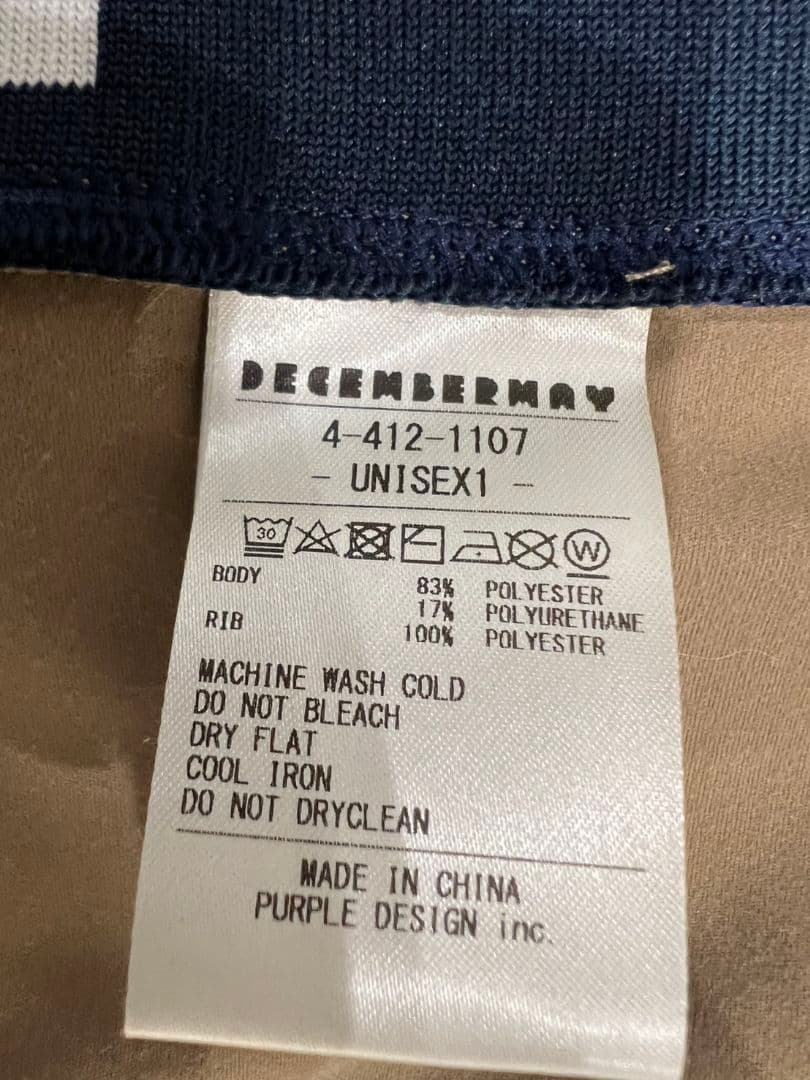 DECEMBERMAY
4-412-1107
- UNISEX1 -
30 W
BODY 83% POLYESTER
17% POLYURETHANE
RIB 100% POLYESTER
MACHINE WASH COLD
DO NOT BLEACH
DRY FLAT
COOL IRON
DO NOT DRYCLEAN
MADE IN CHINA
PURPLE DESIGN inc.